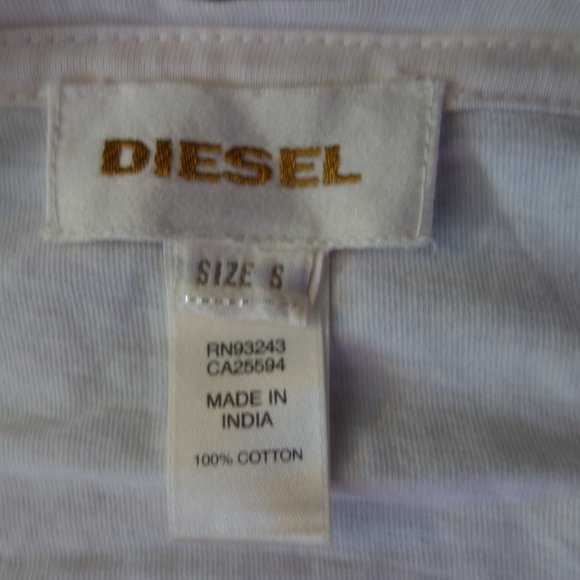 DIESEL
SIZE S
RN93243
CA25594
MADE IN
INDIA
100% COTTON